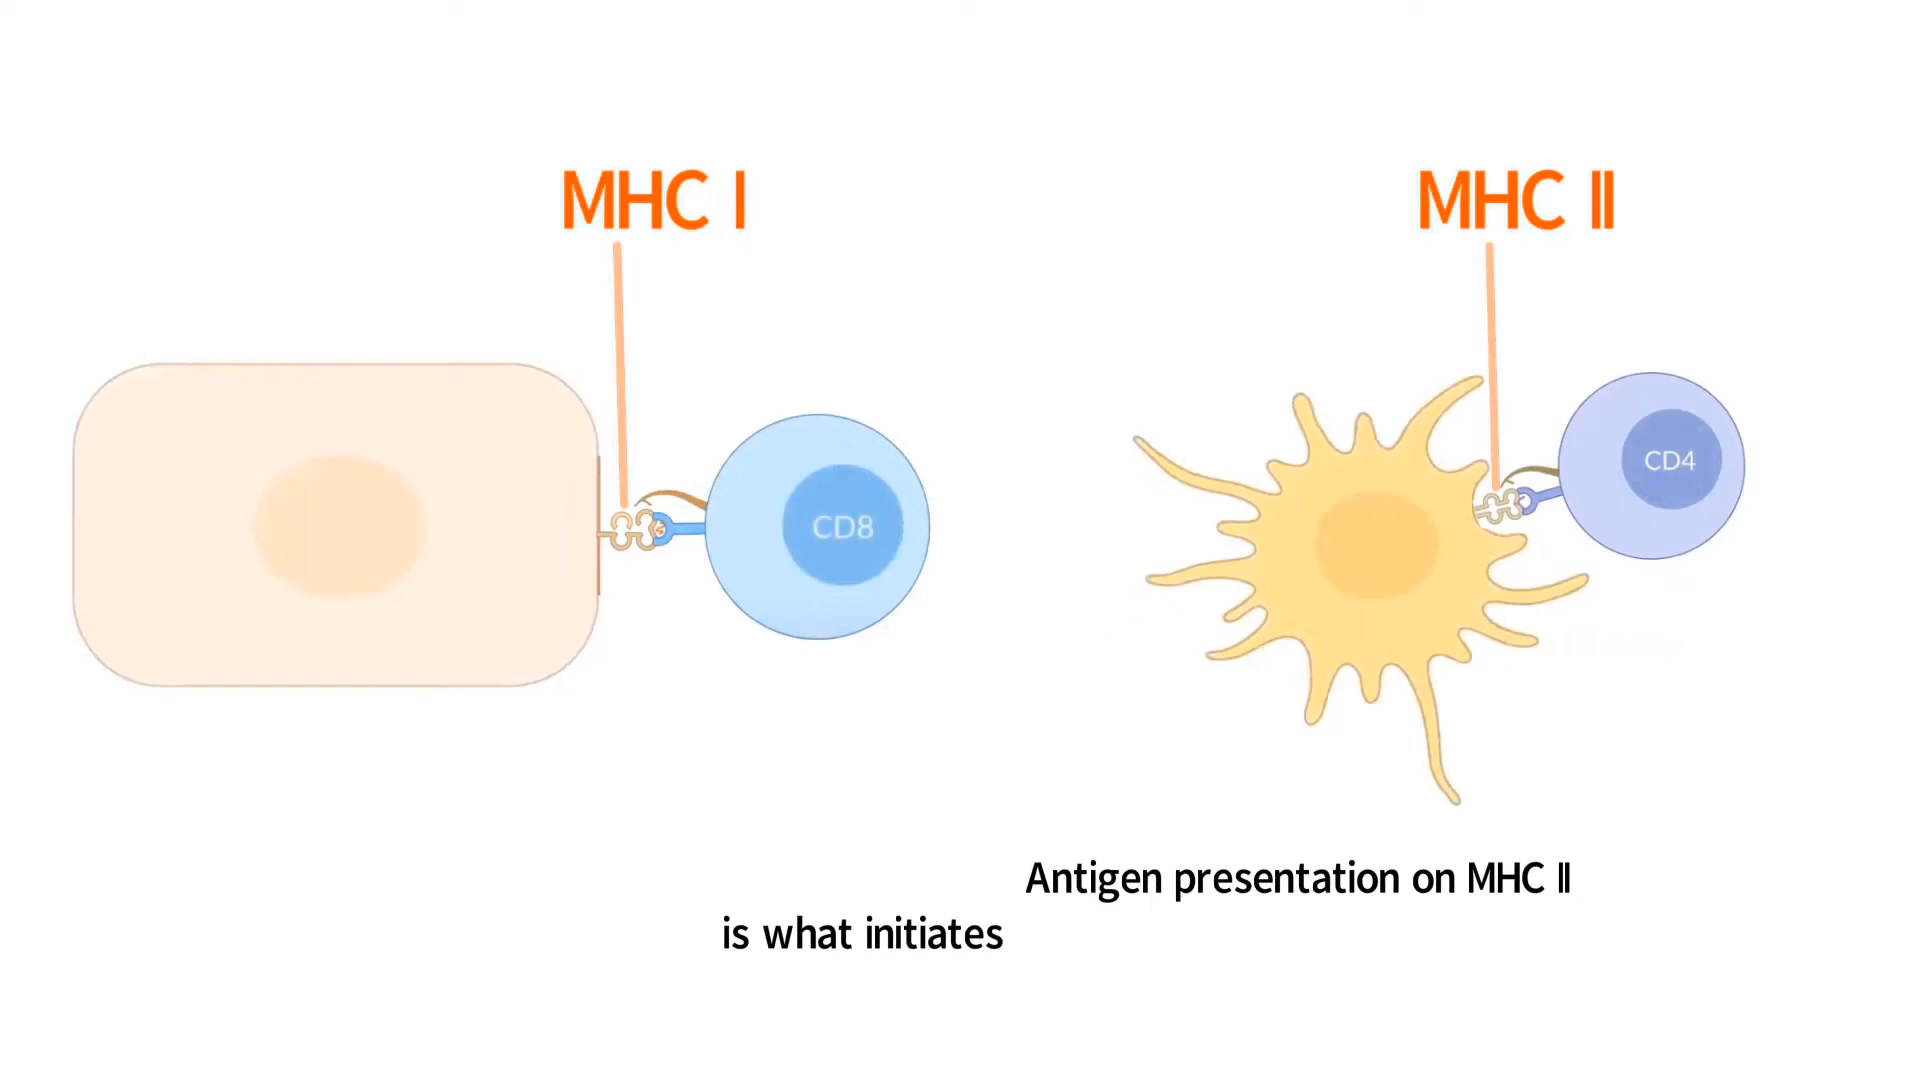 MHC I
MHC II
CD8
CD4
Antigen presentation on MHC II
is what initiates